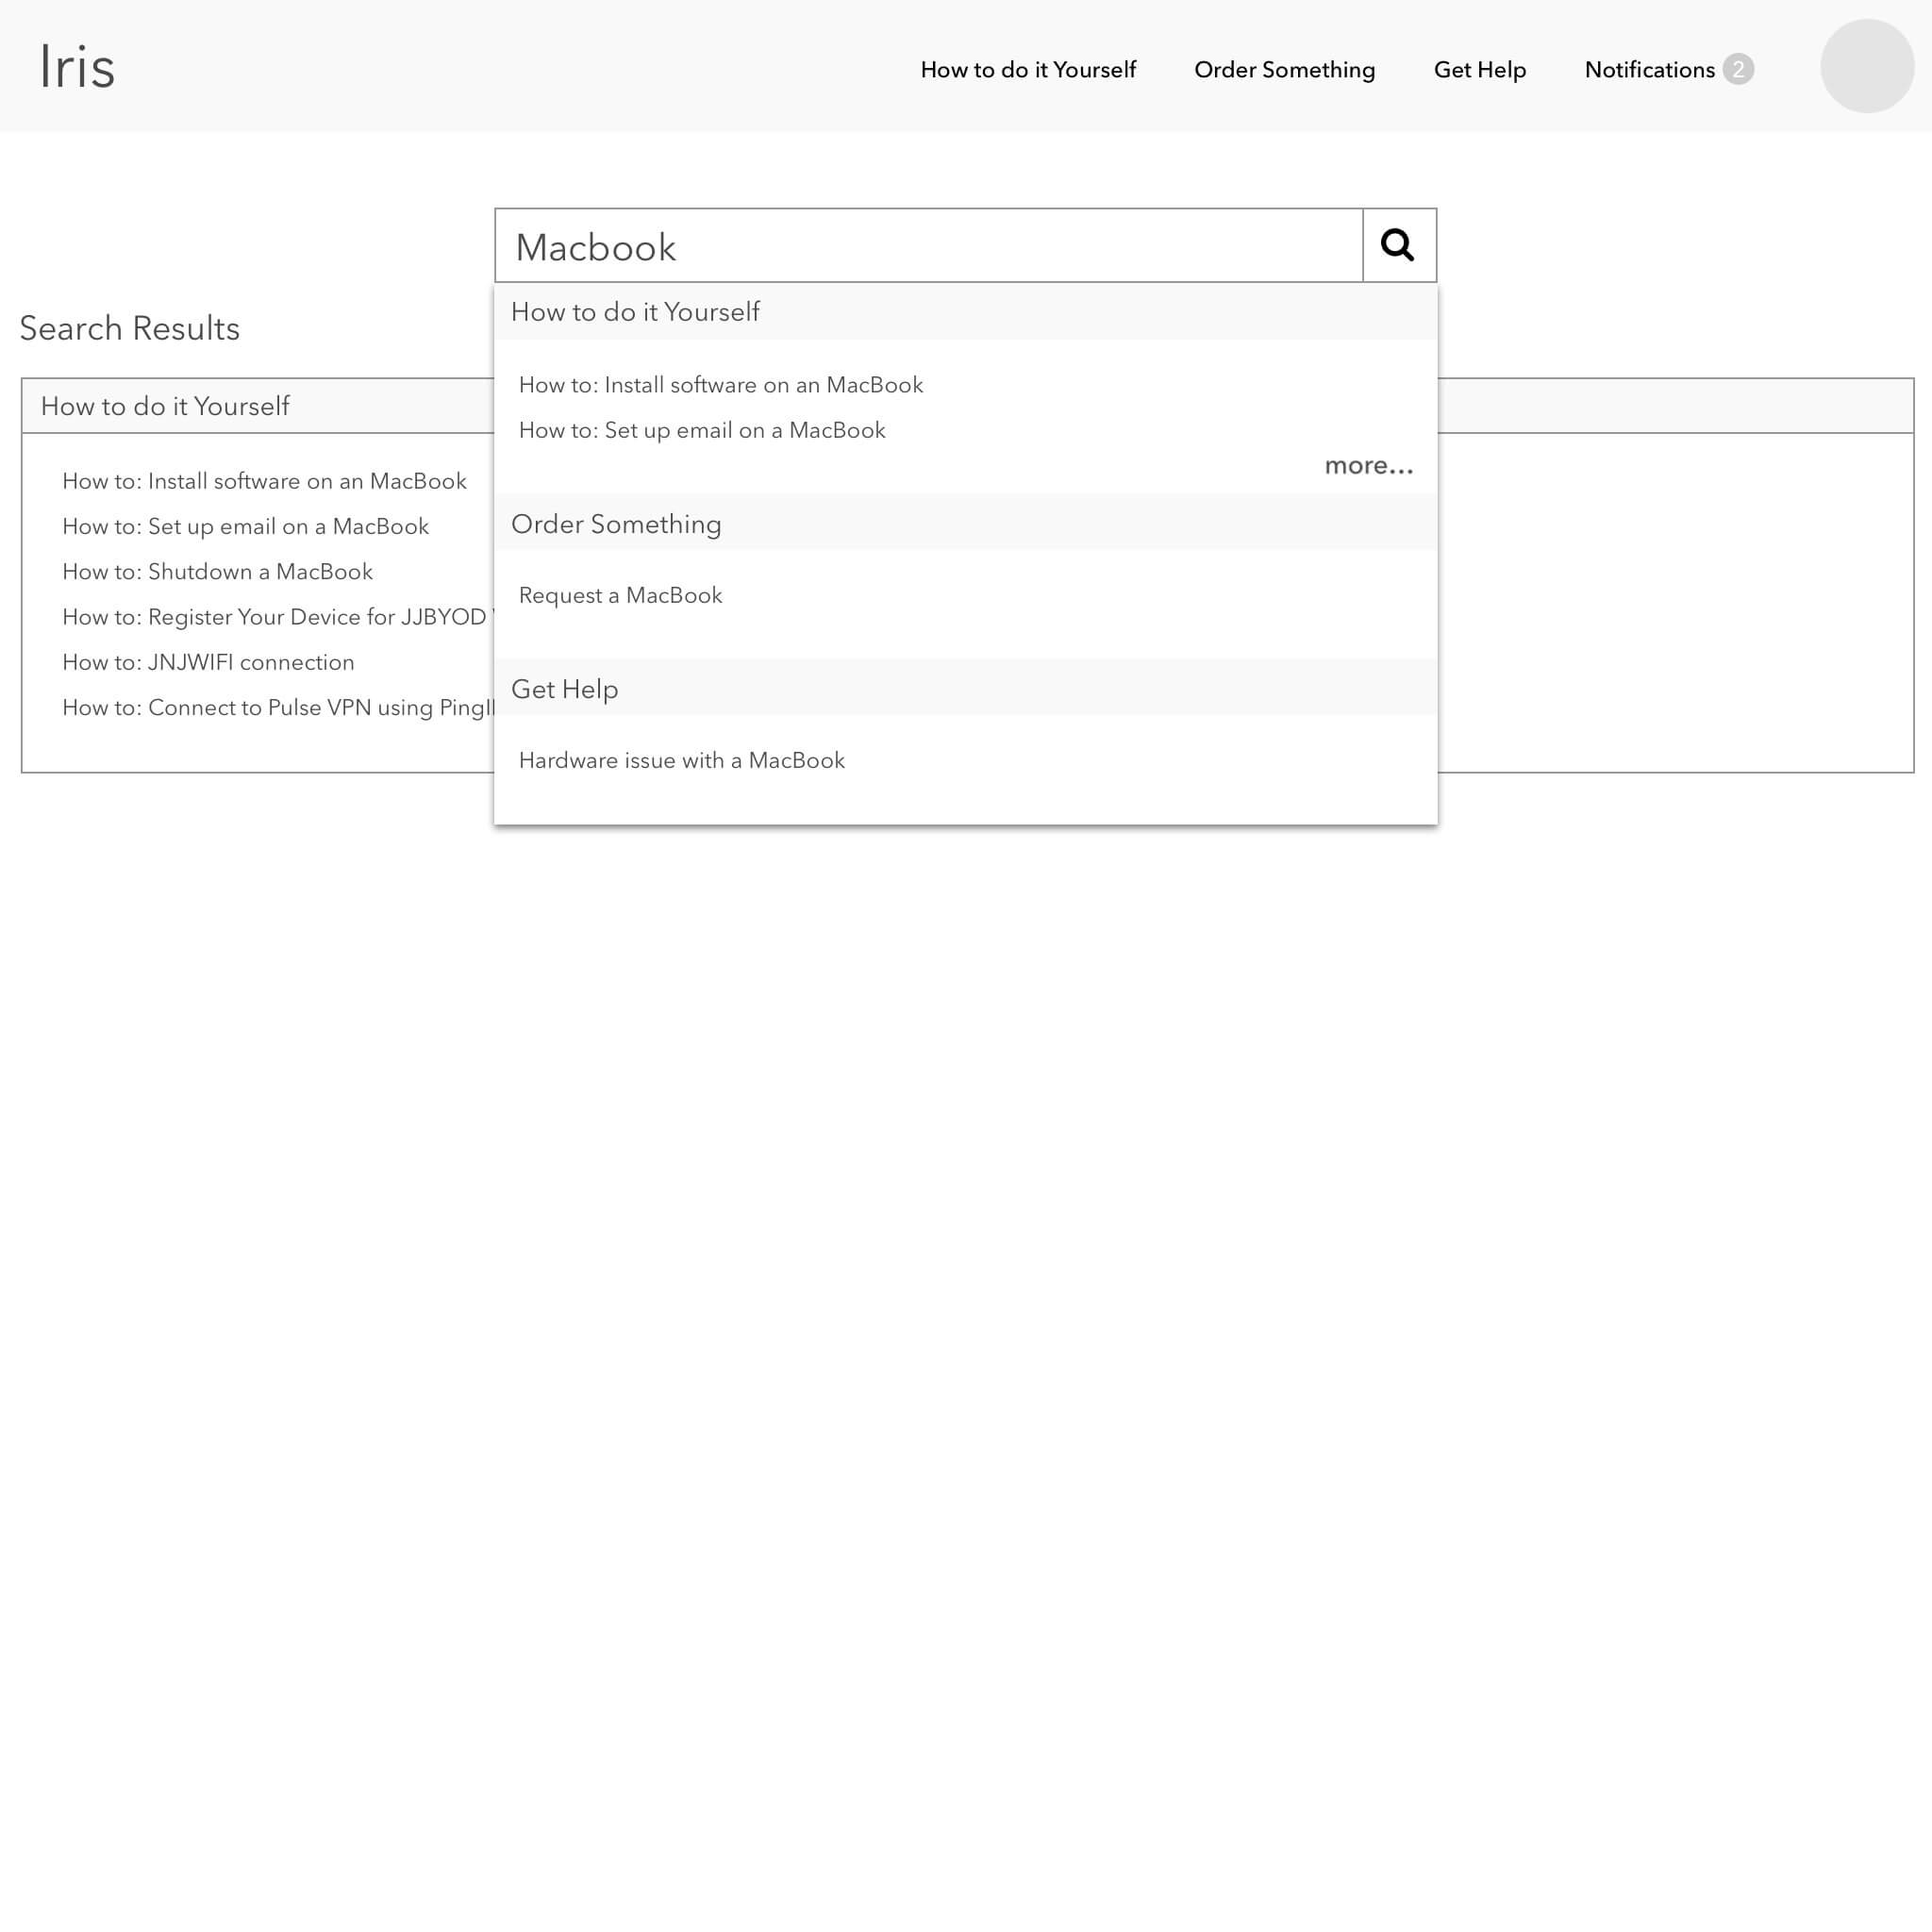 Iris
How to do it Yourself
Order Something
Get Help
Notifications 2
Macbook
How to do it Yourself
How to: Install software on an MacBook
How to: Set up email on a MacBook
more...
Order Something
Request a MacBook
Get Help
Hardware issue with a MacBook
Search Results
How to do it Yourself
How to: Install software on an MacBook
How to: Set up email on a MacBook
How to: Shutdown a MacBook
How to: Register Your Device for JJBYOD
How to: JNJWIFI connection
How to: Connect to Pulse VPN using